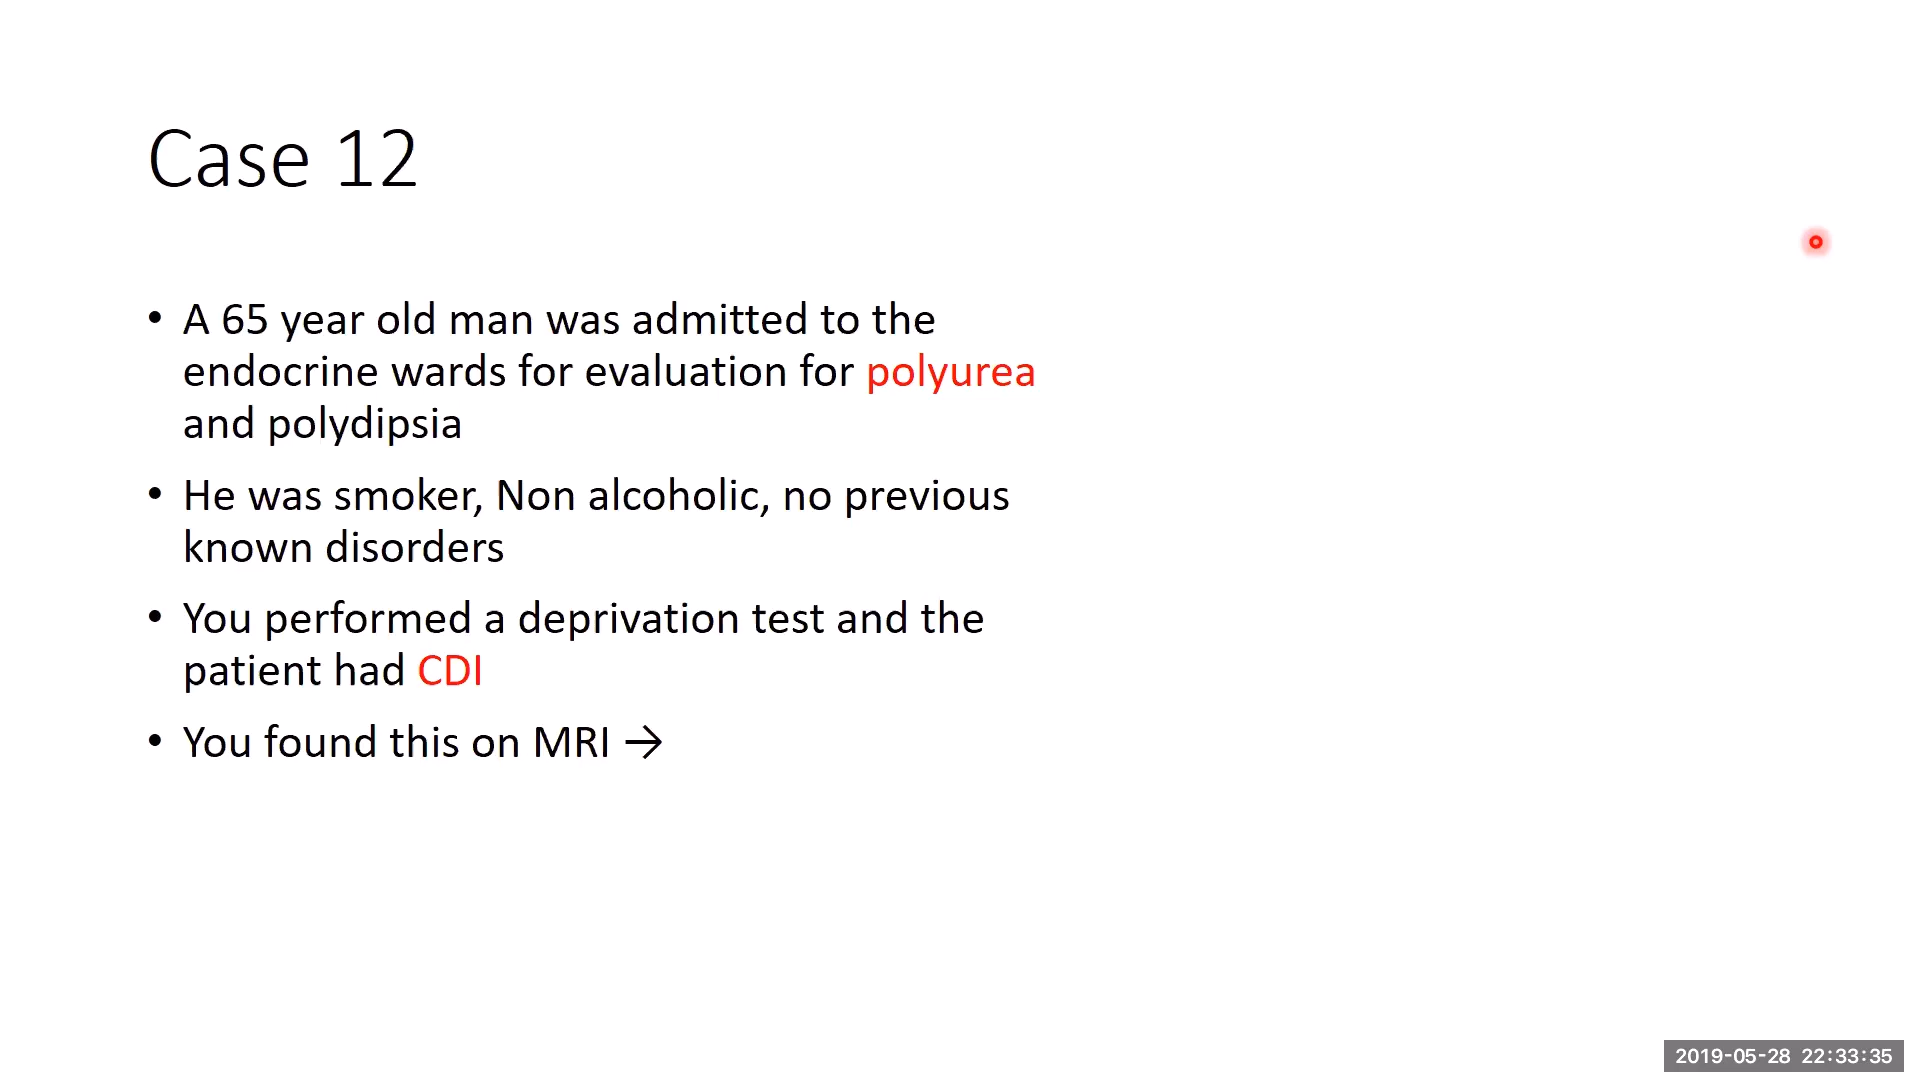 Case 12
• A 65 year old man was admitted to the
endocrine wards for evaluation for polyurea
and polydipsia
• He was smoker, Non alcoholic, no previous
known disorders
• You performed a deprivation test and the
patient had CDI
• You found this on MRI →
2019-05-28 22:33:35